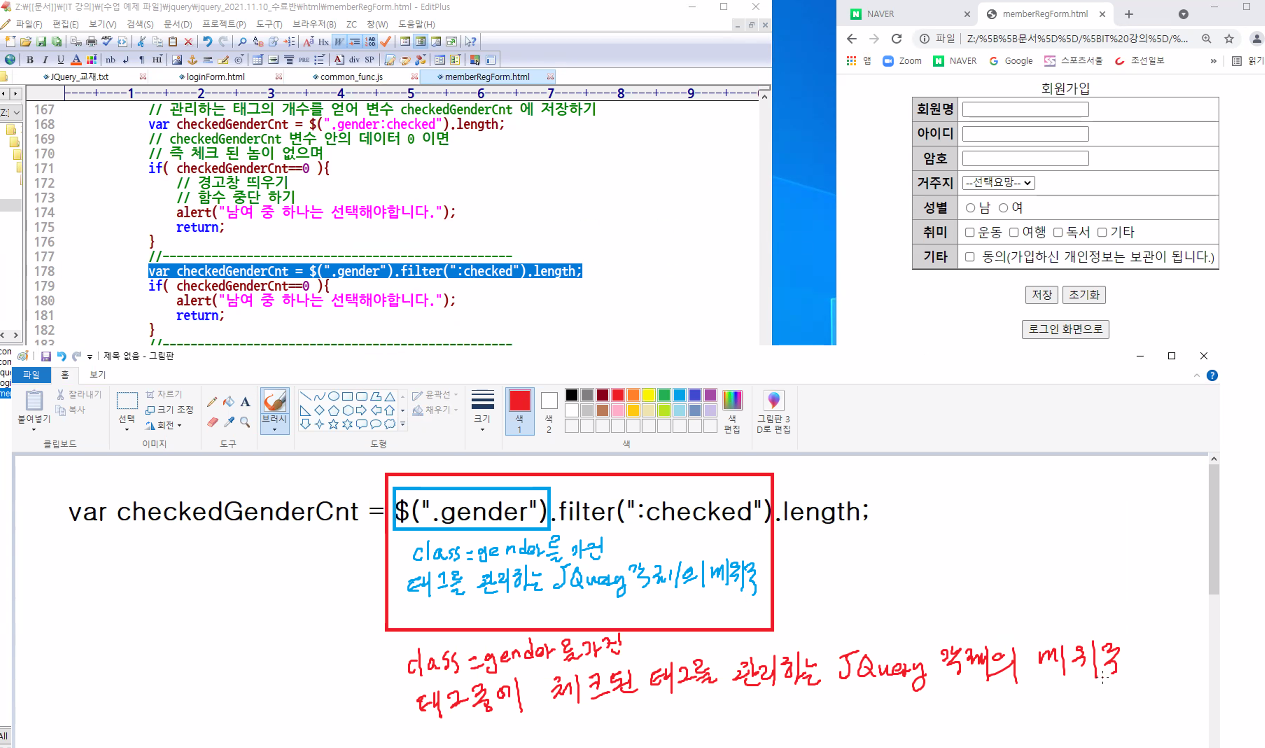 Z:\[[문서]\[IT 강의]\수업 예제 파일\jquery\jquery_2021.11.10_수료반\html\memberRegForm.html - EditPlus
파일(F) 편집(E) 보기(V) 검색(S) 문서(D) 프로젝트(P) 도구(T) 브라우저(B) ZC 창(W) 도움말(H)
JQuery_교재.txt loginForm.html common_func.js memberRegForm.html
167 // 관리하는 태그의 개수를 얻어 변수 checkedGenderCnt 에 저장하기
168 var checkedGenderCnt = $(".gender:checked").length;
169 // checkedGenderCnt 변수 안의 데이터 0 이면
170 // 즉 체크 된 놈이 없으며
171 if( checkedGenderCnt==0 ){
172 // 경고창 띄우기
173 // 함수 중단 하기
174 alert("남여 중 하나는 선택해야합니다.");
175 return;
176 }
177 //--------------------------------------------------
178 var checkedGenderCnt = $(".gender").filter(":checked").length;
179 if( checkedGenderCnt==0 ){
180 alert("남여 중 하나는 선택해야합니다.");
181 return;
182 }
183 //--------------------------------------------------
NAVER memberRegForm.html
파일 Z:/%5B%5B문서%5D%5D/%5BIT%20강의%5D/%...
앱 Zoom NAVER Google 스포츠서울 조선일보 » 읽기
회원가입
회원명
아이디
암호
거주지 --선택요망--
성별 남 여
취미 운동 여행 독서 기타
기타 동의(가입하신 개인정보는 보관이 됩니다.)
저장 초기화
로그인 화면으로
제목 없음 - 그림판
파일 홈 보기
붙여넣기 잘라내기 복사 클립보드
선택 자르기 크기 조정 회전 이미지
도구
브러시
윤곽선 채우기 도형
크기
색 1 색 2 색 편집 색
그림판 3D로 편집
var checkedGenderCnt = $(".gender").filter(":checked").length;
class=gendor를 가진
태그를 관리하는 JQuery 객체의 메위주
class=gendor를 가진
태그중에 체크된 태그를 관리하는 JQuery 객체의 메위주